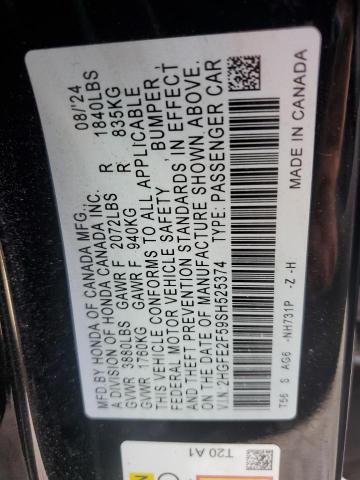 MFD.BY HONDA OF CANADA MFG., 08/'24
A DIVISION OF HONDA CANADA INC.
GVWR 3880LBS GAWR F 2072LBS R 1840LBS
GVWR 1760KG GAWR F 940KG R 835KG
THIS VEHICLE CONFORMS TO ALL APPLICABLE
FEDERAL MOTOR VEHICLE SAFETY , BUMPER ,
AND THEFT PREVENTION STANDARDS IN EFFECT
ON THE DATE OF MANUFACTURE SHOWN ABOVE.
V.I.N. 2HGFE2F59SH525374 TYPE: PASSENGER CAR
T56 S AG6 -NH731P -Z -H
MADE IN CANADA
T20 A1